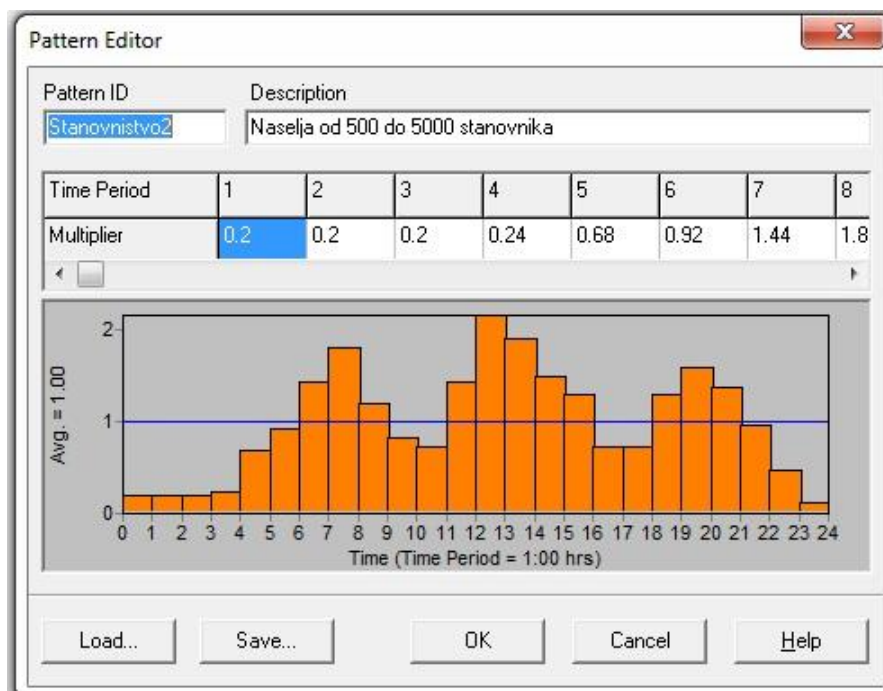 Pattern Editor
Pattern ID Description
Stanovnistvo2 Naselja od 500 do 5000 stanovnika
Time Period 1 2 3 4 5 6 7 8
Multiplier 0.2 0.2 0.2 0.24 0.68 0.92 1.44 1.8
2
Avg. = 1.00
1
0
0 1 2 3 4 5 6 7 8 9 10 11 12 13 14 15 16 17 18 19 20 21 22 23 24
Time (Time Period = 1:00 hrs)
Load... Save... OK Cancel Help